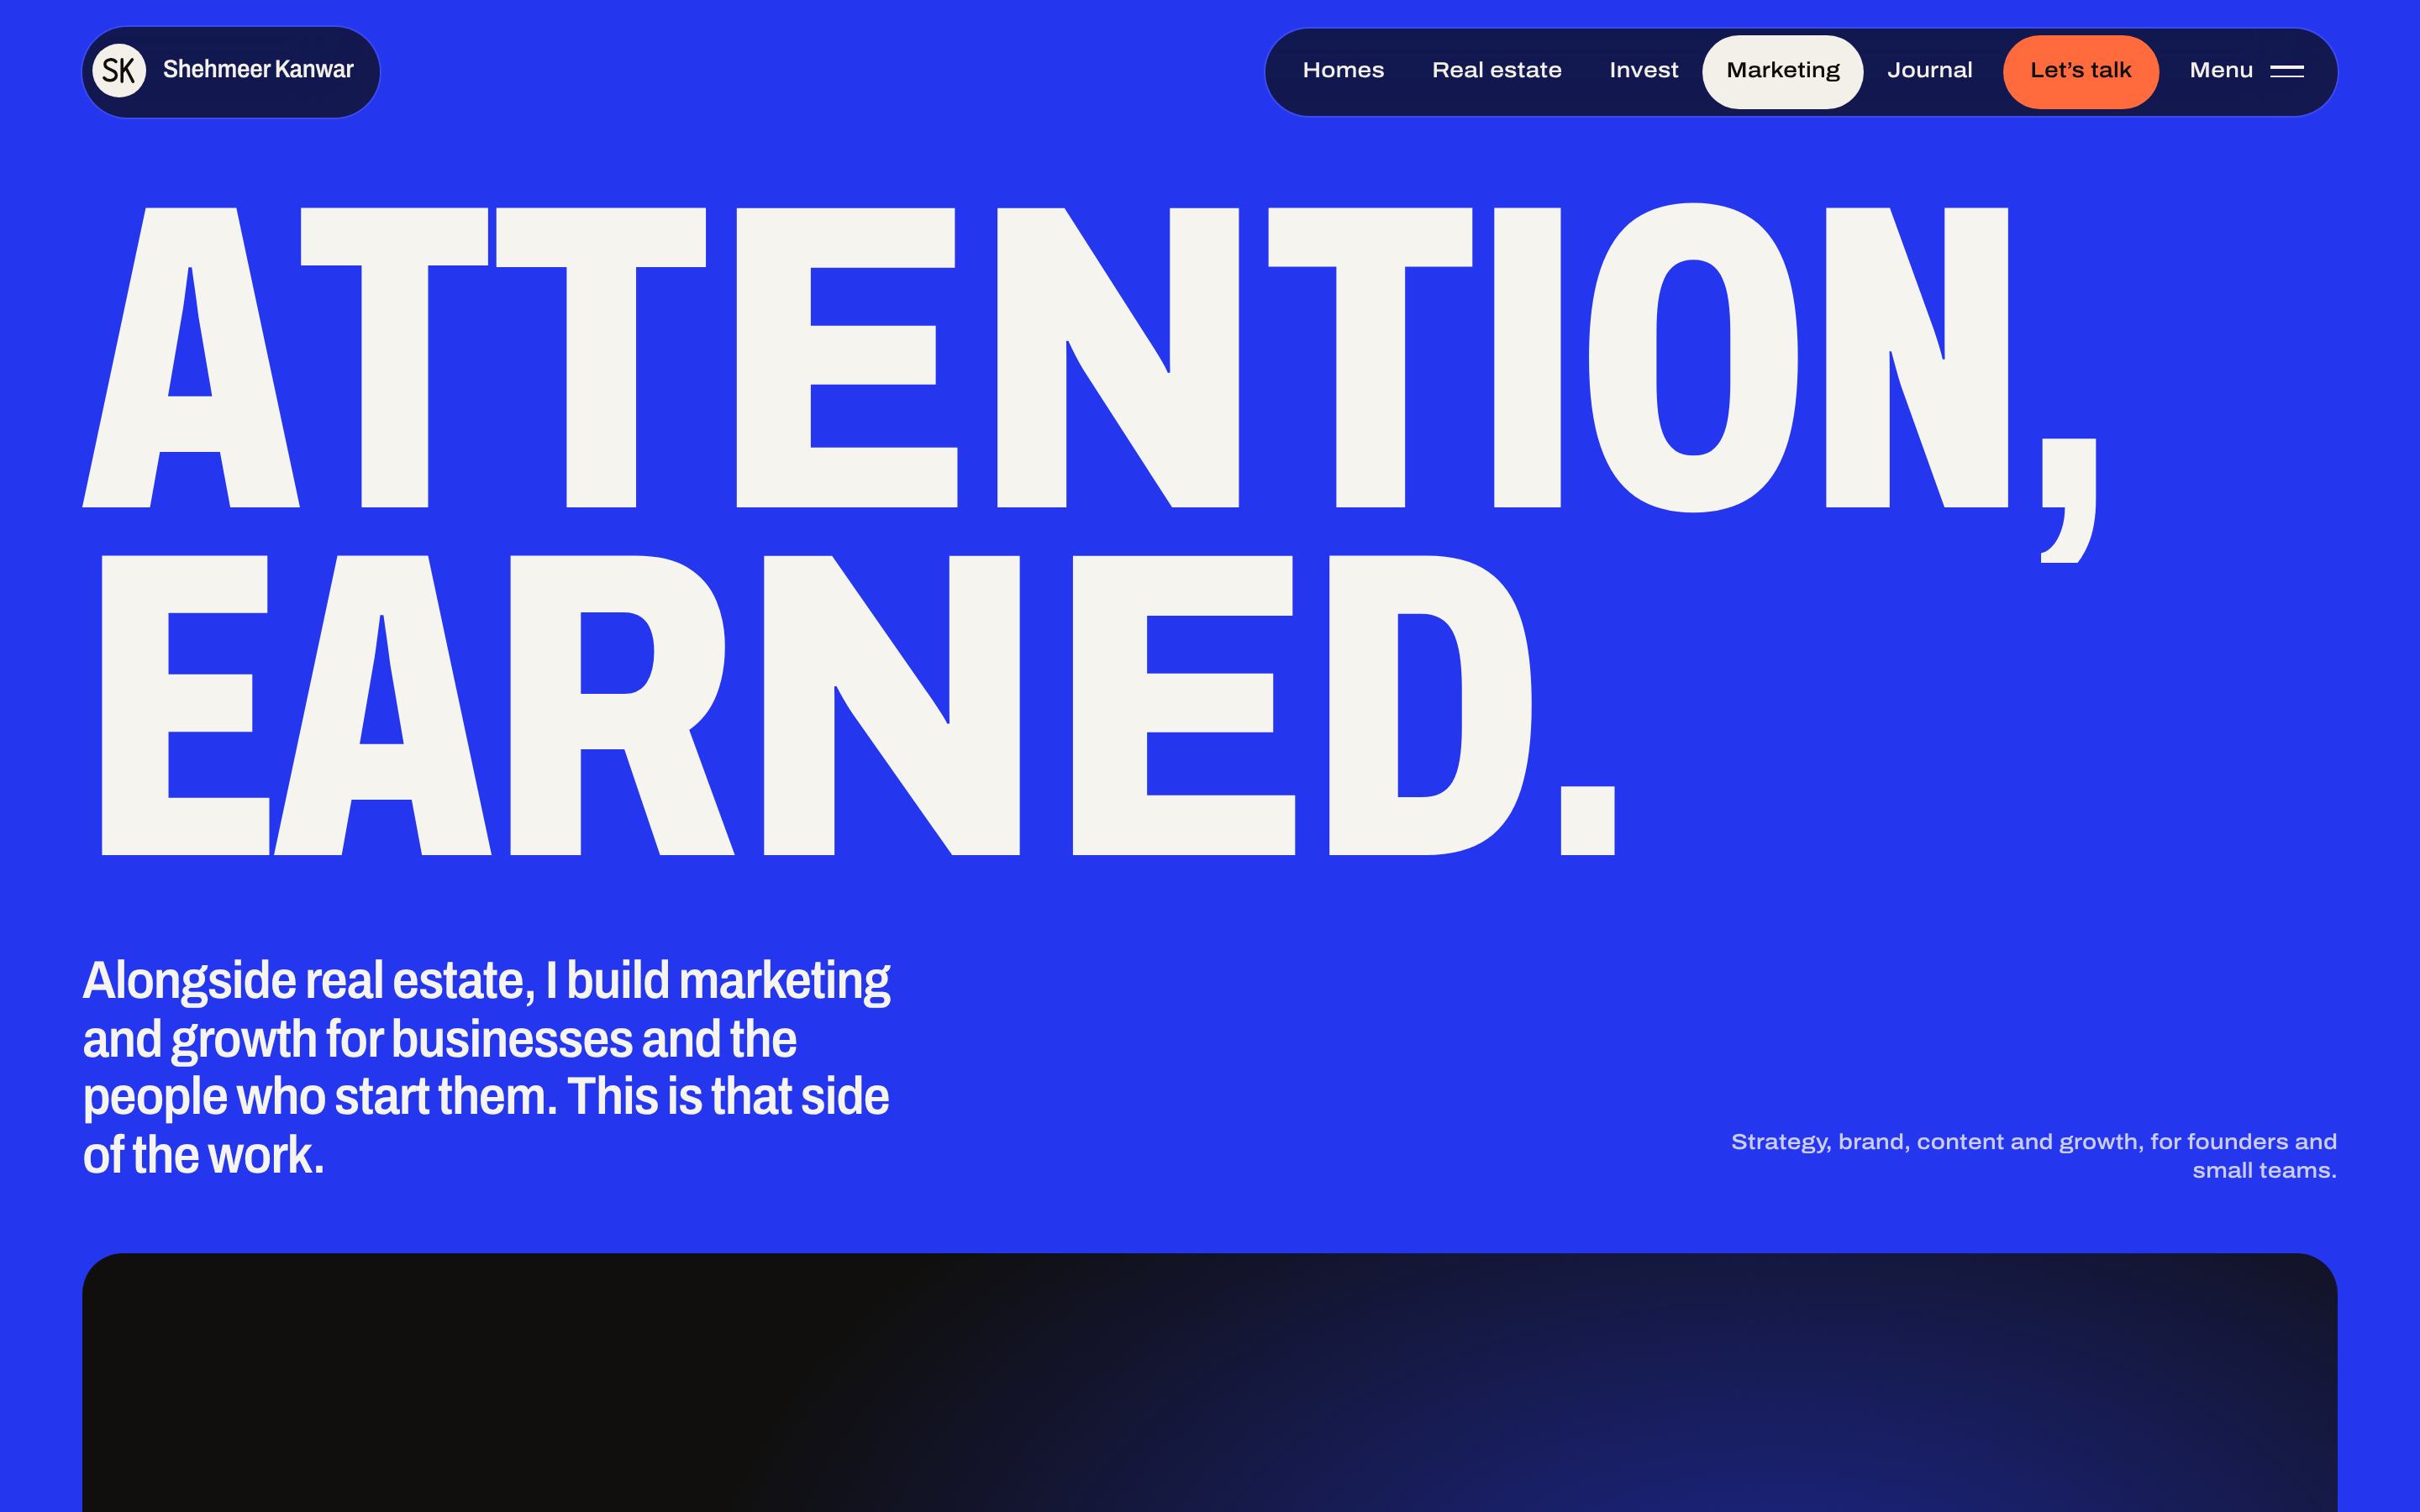 SK Shehmeer Kanwar
Homes Real estate Invest Marketing Journal Let’s talk Menu
ATTENTION,
EARNED.
Alongside real estate, I build marketing
and growth for businesses and the
people who start them. This is that side
of the work.
Strategy, brand, content and growth, for founders and
small teams.